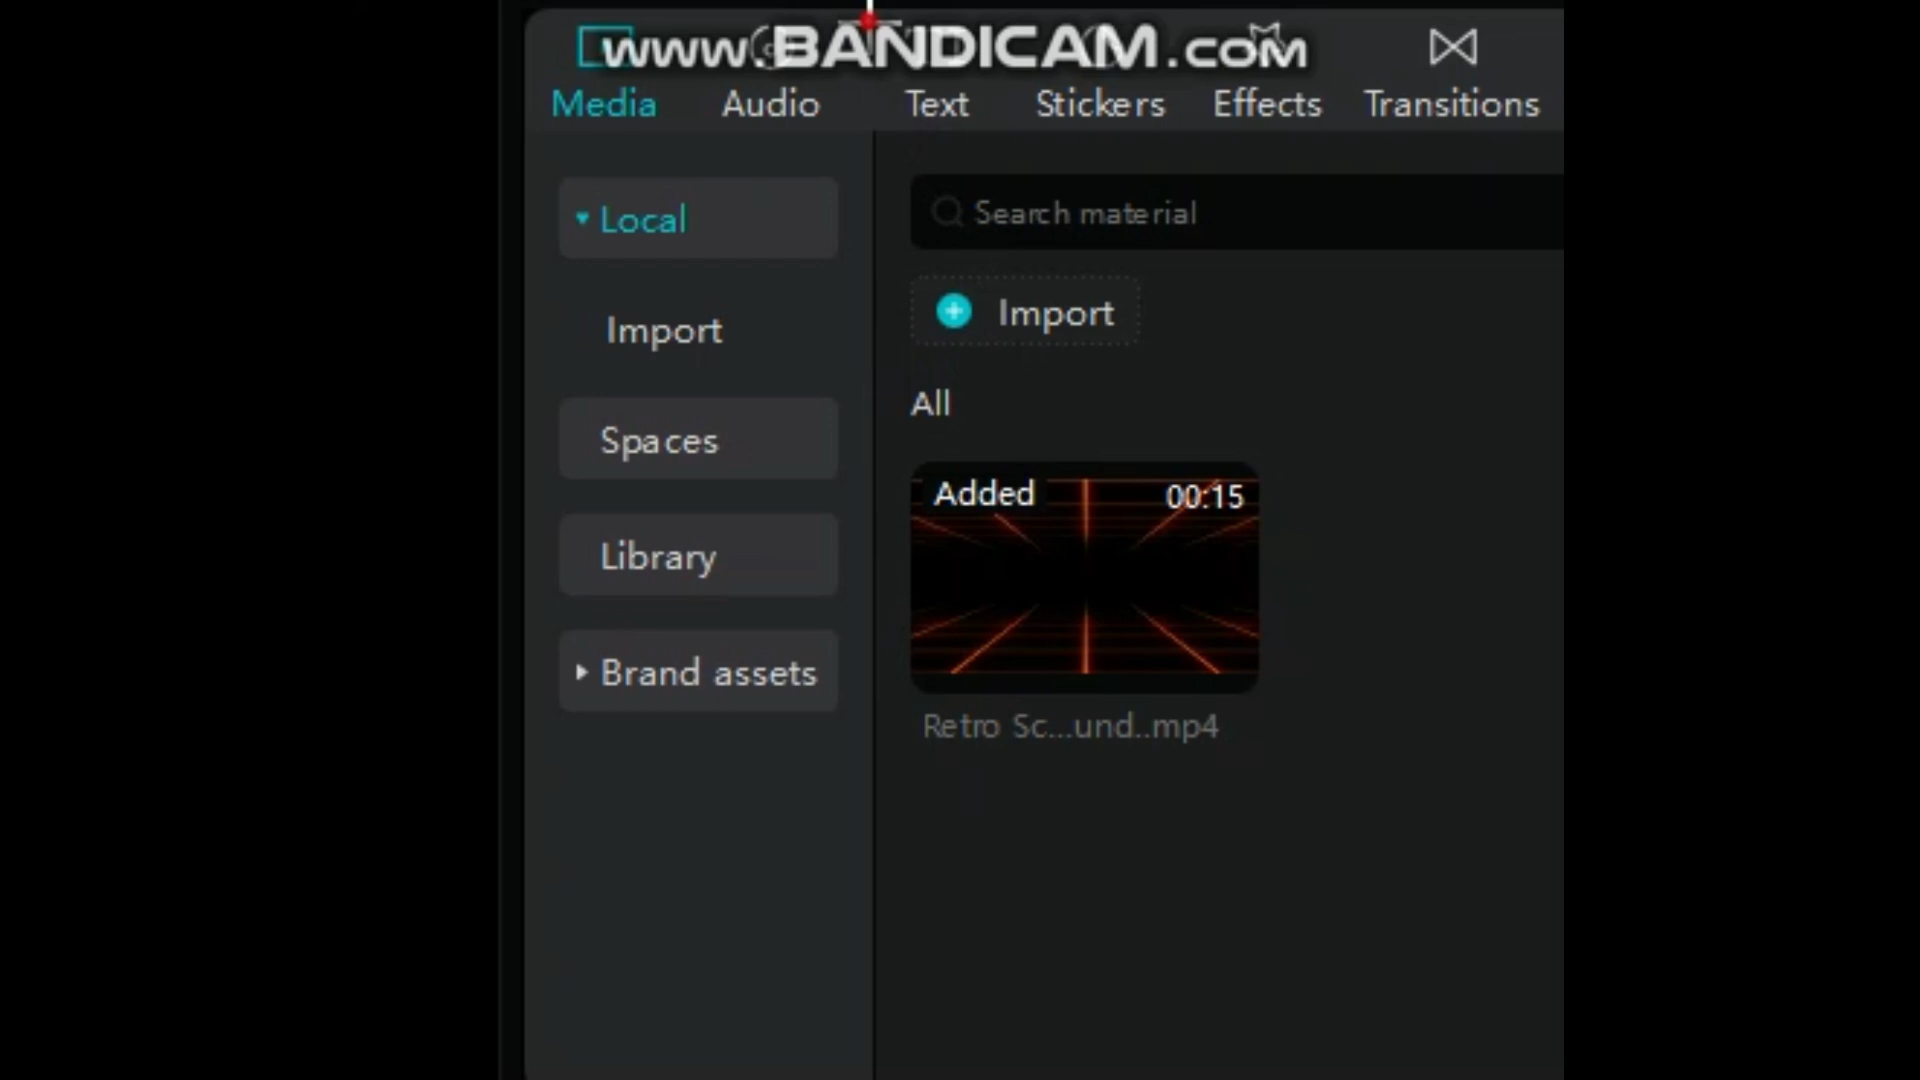 www.BANDICAM.com
Media Audio Text Stickers Effects Transitions
Local
Search material
Import
Import
All
Spaces
Added 00:15
Library
Brand assets
Retro Sc...und..mp4